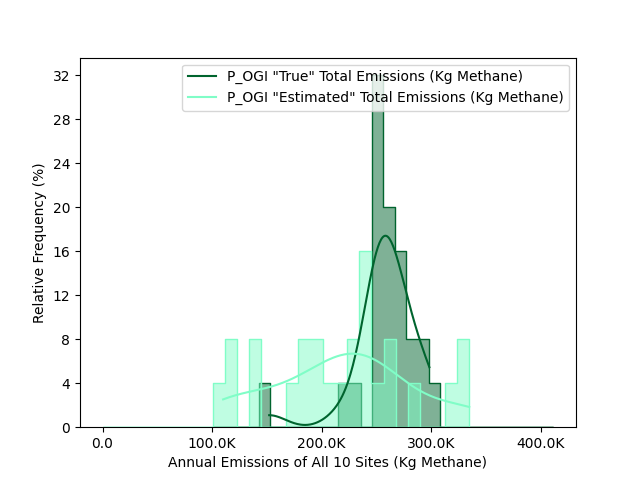 P_OGI "True" Total Emissions (Kg Methane)
P_OGI "Estimated" Total Emissions (Kg Methane)
32
28
24
20
16
12
8
4
0
Relative Frequency (%)
0.0 100.0K 200.0K 300.0K 400.0K
Annual Emissions of All 10 Sites (Kg Methane)